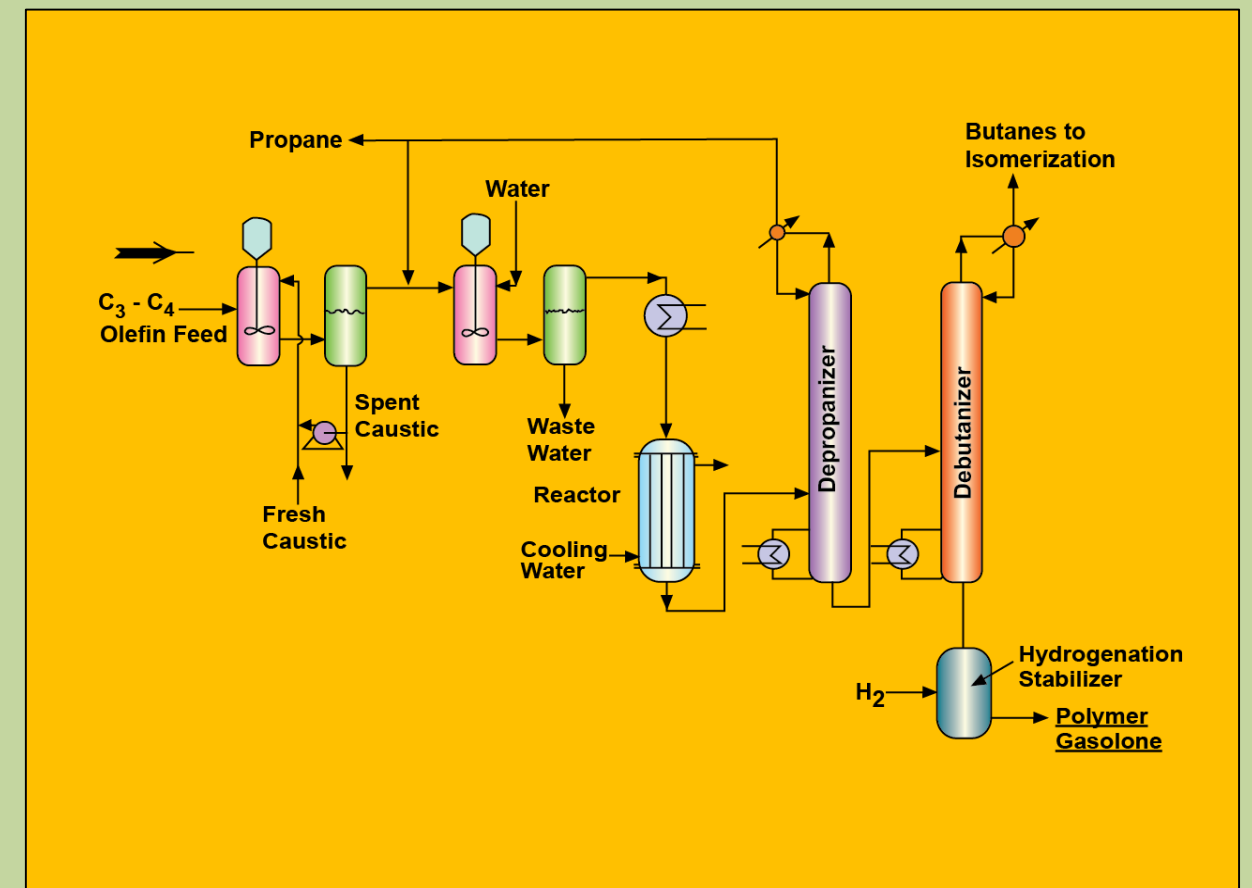 Propane
Butanes to
Isomerization
Water
C3 - C4
Olefin Feed
Spent
Caustic
Fresh
Caustic
Waste
Water
Reactor
Cooling
Water
Depropanizer
Debutanizer
H2
Hydrogenation
Stabilizer
Polymer
Gasolone